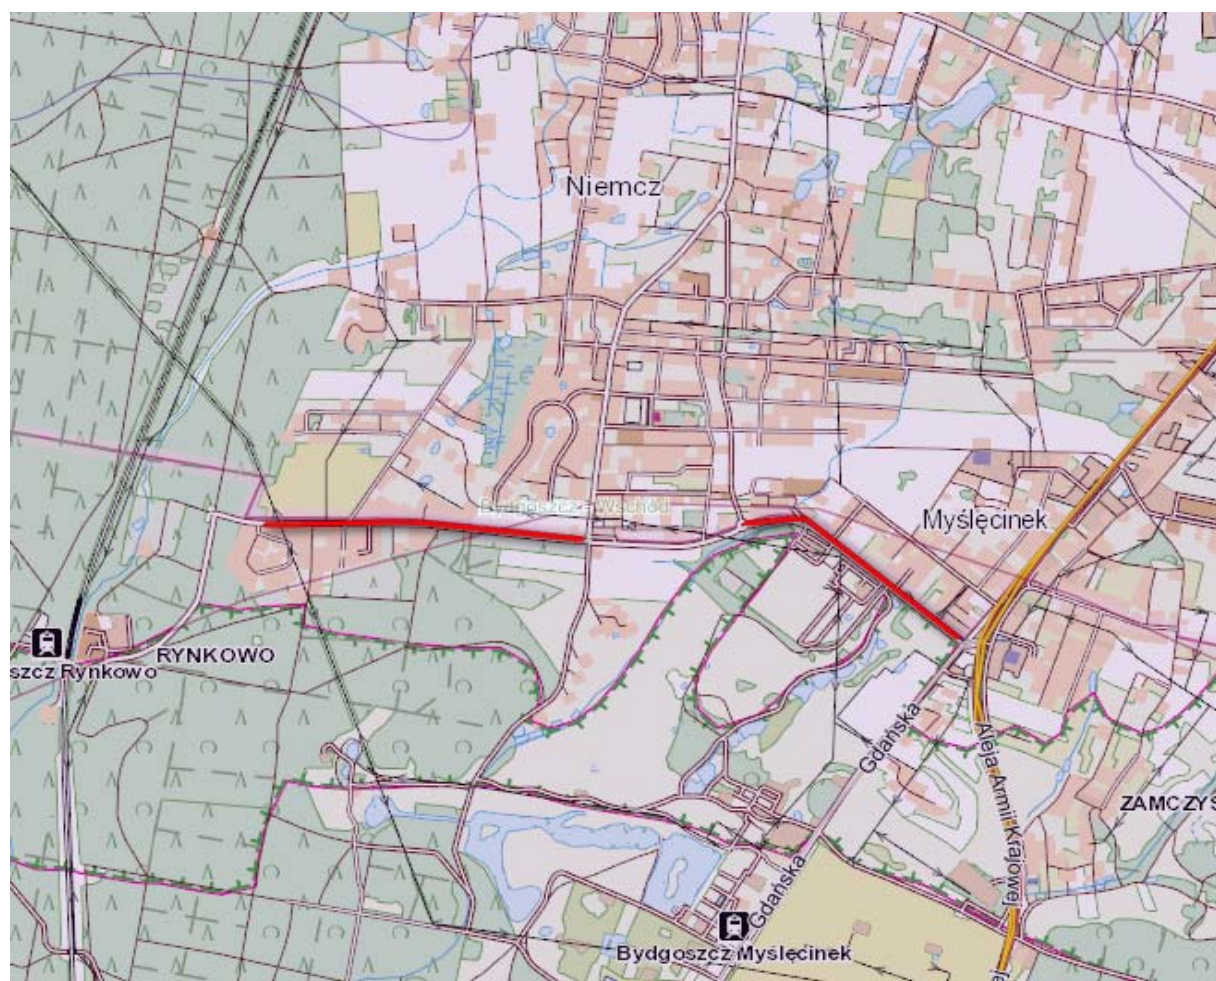 Niemcz
Bydgoszcz - Wschód
Myślęcinek
RYNKOWO
szcz Rynkowo
Gdańska
Aleja Armii Krajowej
ZAMCZYS
Gdańska
Bydgoszcz Myślęcinek